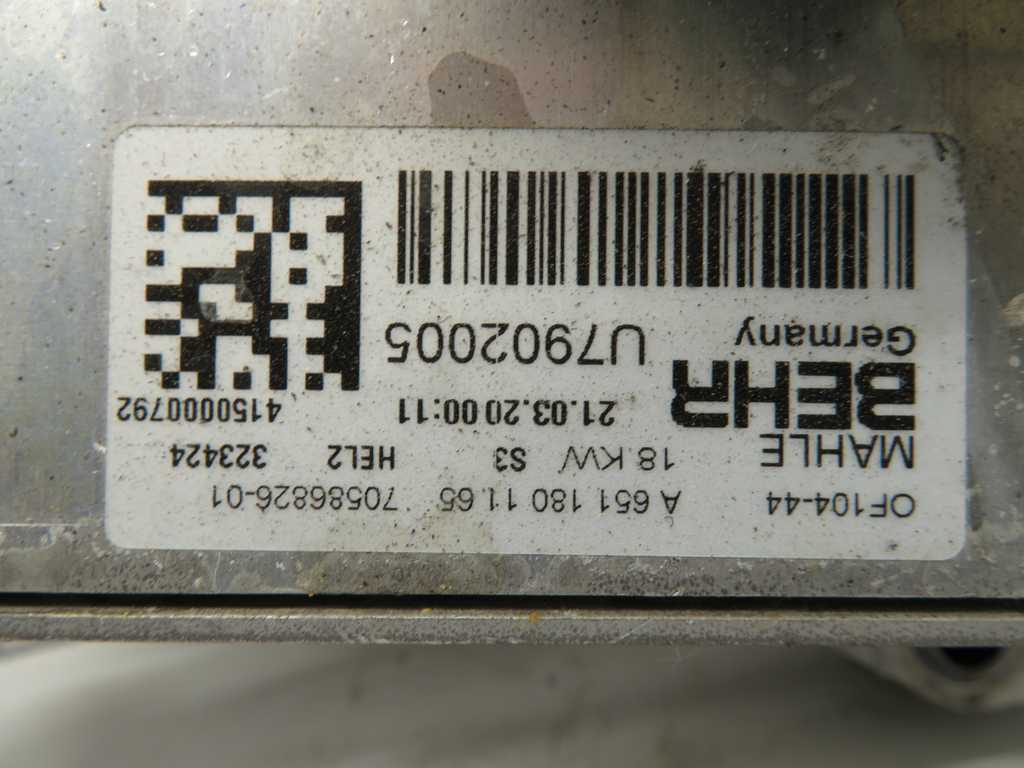 OF104-44 A 651 180 11 65 70586826-01
MAHLE 18 KW S3 HEL2 323424
BEHR 21.03.20 00:11 4150000792
Germany U7902005